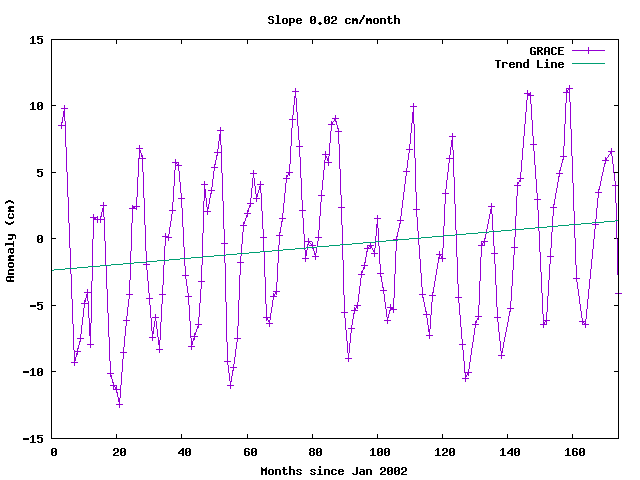 Slope 0.02 cm/month
GRACE
Trend Line
15
10
5
0
-5
-10
-15
Anomaly (cm)
0 20 40 60 80 100 120 140 160
Months since Jan 2002